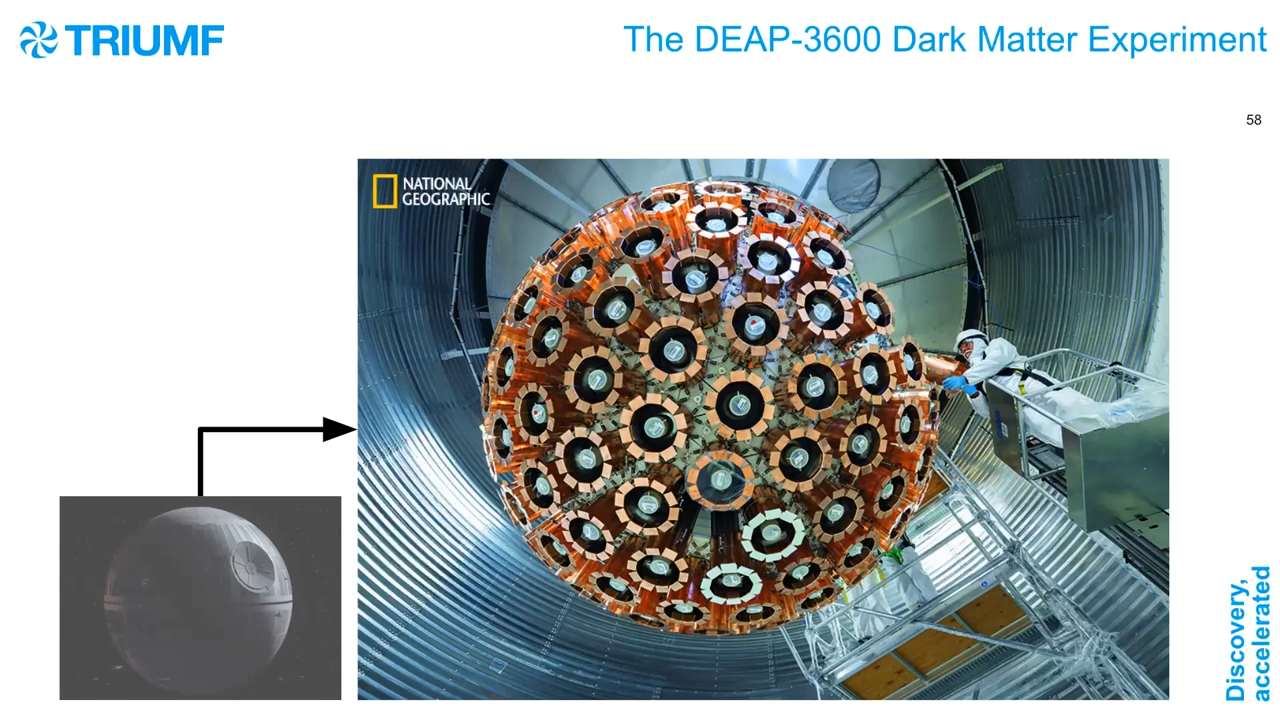 TRIUMF
The DEAP-3600 Dark Matter Experiment
58
NATIONAL
GEOGRAPHIC
Discovery,
accelerated